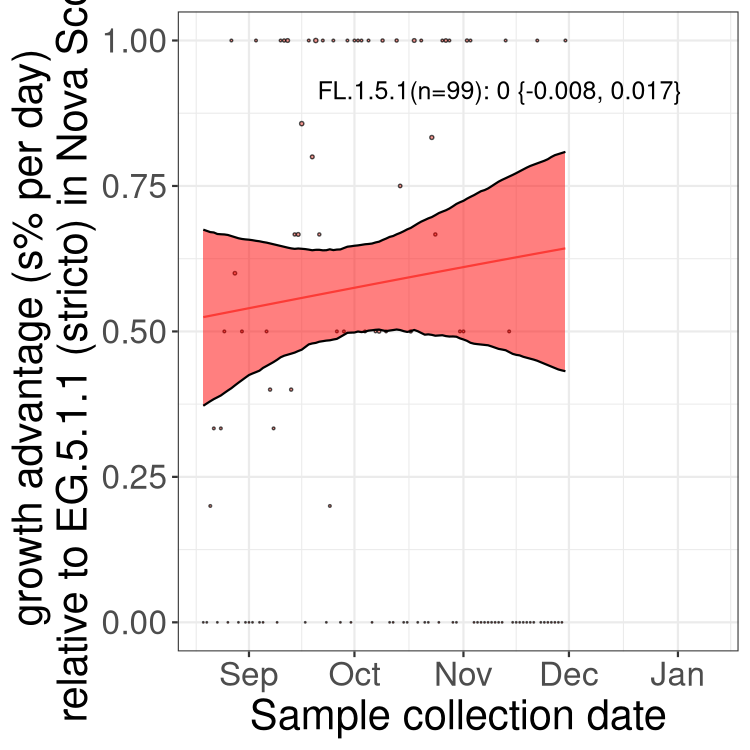 growth advantage (s% per day)
relative to EG.5.1.1 (stricto) in Nova Sco
1.00
0.75
0.50
0.25
0.00
FL.1.5.1(n=99): 0 {-0.008, 0.017}
Sep Oct Nov Dec Jan
Sample collection date